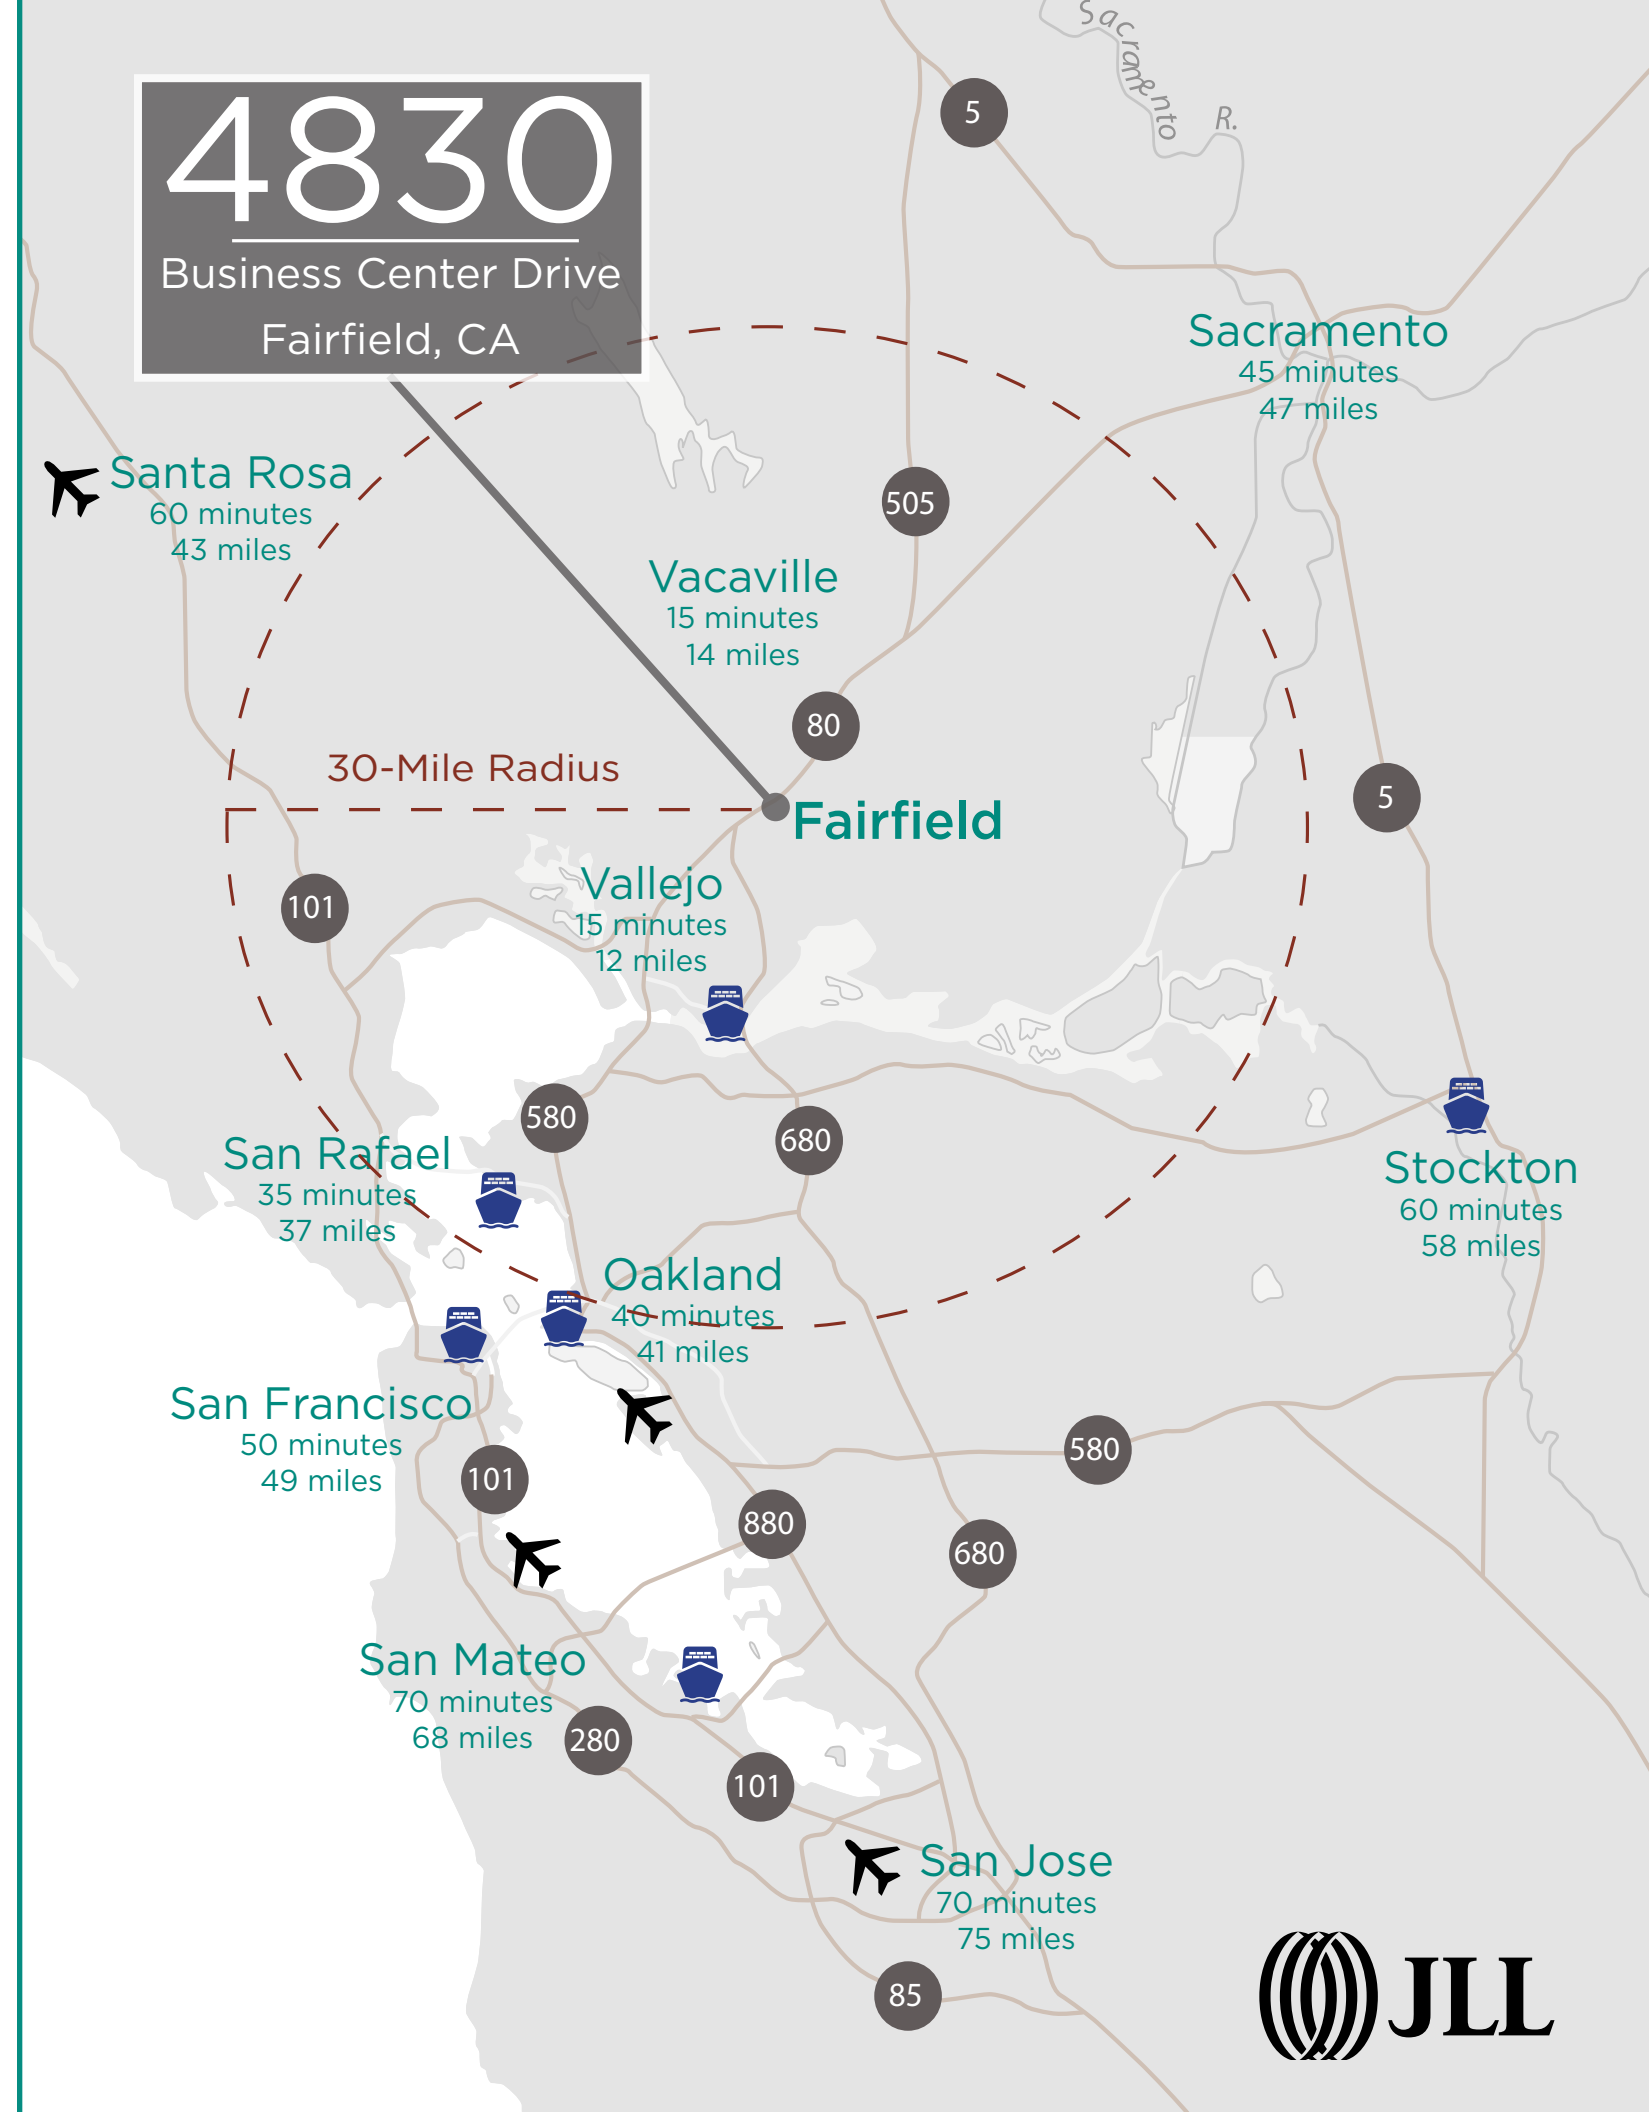 4830
Business Center Drive
Fairfield, CA
Sacramento R.
5
Sacramento
45 minutes
47 miles
Santa Rosa
60 minutes
43 miles
505
Vacaville
15 minutes
14 miles
80
30-Mile Radius
Fairfield
5
Vallejo
15 minutes
12 miles
101
580
680
San Rafael
35 minutes
37 miles
Stockton
60 minutes
58 miles
Oakland
40 minutes
41 miles
San Francisco
50 minutes
49 miles
101
580
880
680
San Mateo
70 minutes
68 miles
280
101
San Jose
70 minutes
75 miles
85
JLL